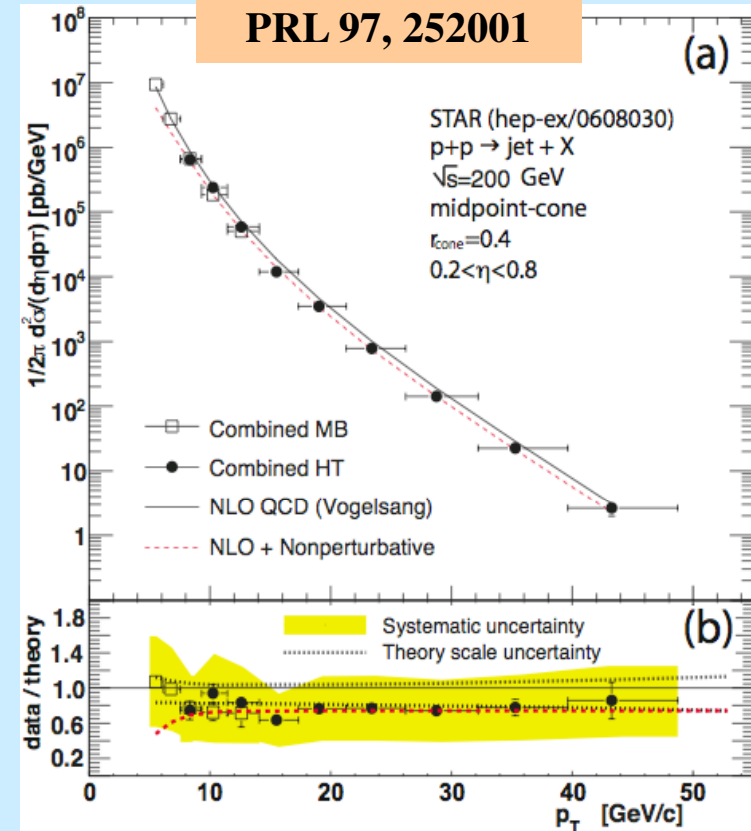 PRL 97, 252001
(a)
STAR (hep-ex/0608030)
p+p → jet + X
√s=200 GeV
midpoint-cone
r_cone=0.4
0.2<η<0.8
1/2π d²σ/(dηdp_T) [pb/GeV]
10⁸
10⁷
10⁶
10⁵
10⁴
10³
10²
10
1
Combined MB
Combined HT
NLO QCD (Vogelsang)
NLO + Nonperturbative
(b)
Systematic uncertainty
Theory scale uncertainty
data / theory
1.8
1.4
1.0
0.6
0.2
0 10 20 30 40 50
p_T [GeV/c]